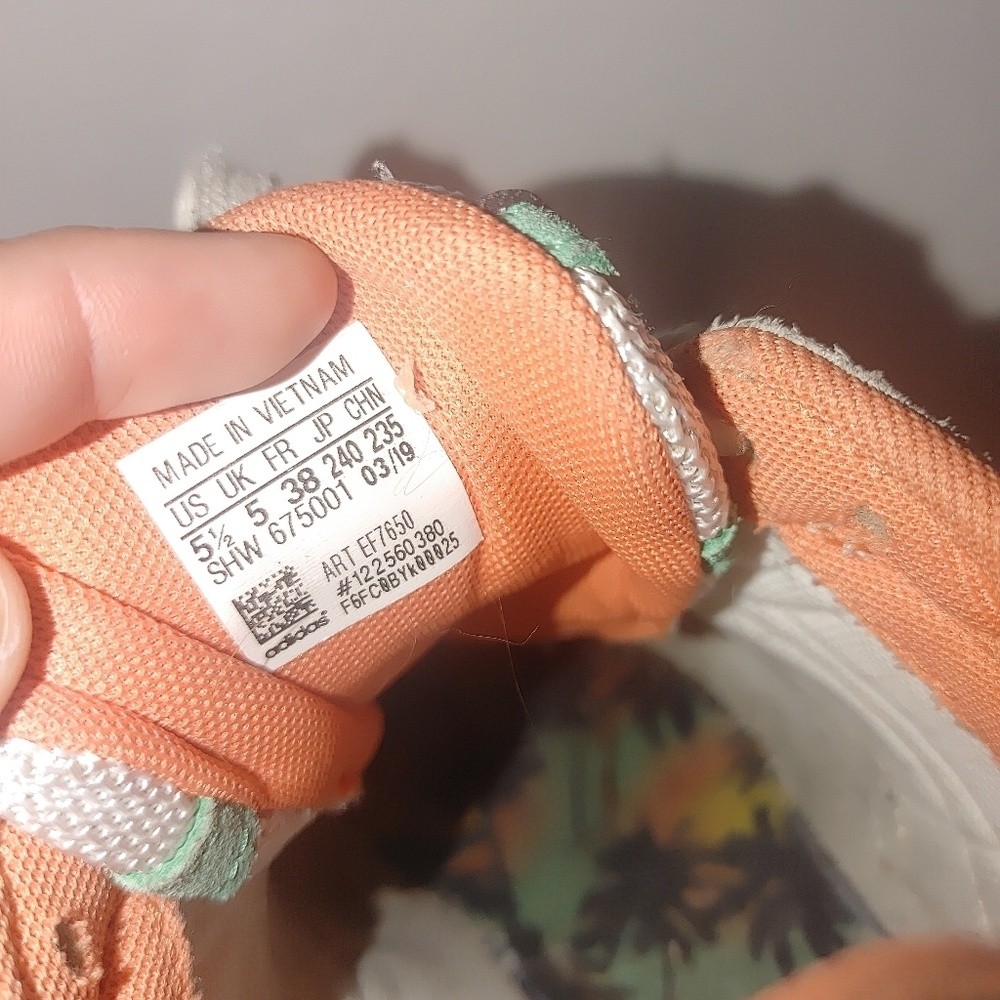 MADE IN VIETNAM
US UK FR JP CHN
5½ 5 38 240 235
SHW 675001 03/19
ART EF7650
#122560380
F6FC0BYk00025
adidas